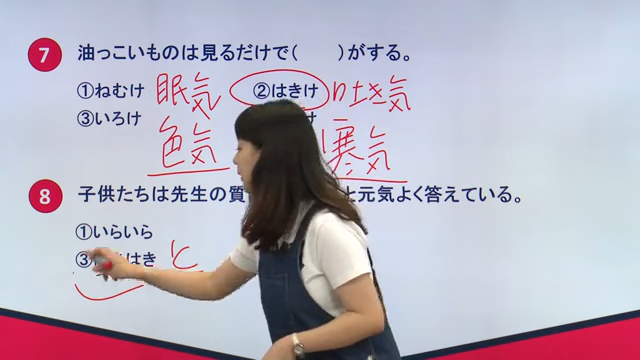 7 油っこいものは見るだけで( )がする。
①ねむけ 眠気 ②はきけ 吐き気
③いろけ け
色気 寒気
8 子供たちは先生の質 と元気よく答えている。
①いらいら
③ はき と